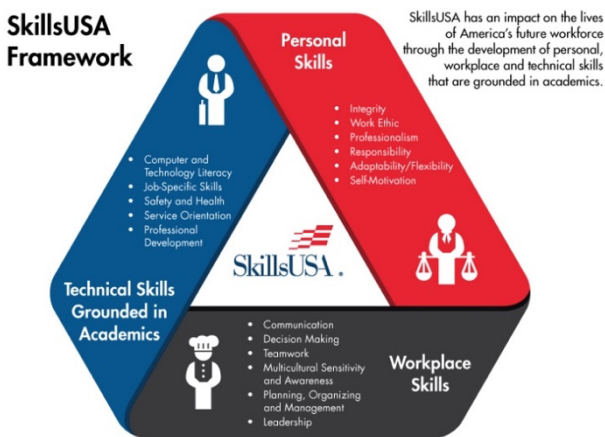 SkillsUSA
Framework
SkillsUSA has an impact on the lives
of America's future workforce
through the development of personal,
workplace and technical skills
that are grounded in academics.
Personal
Skills
• Integrity
• Work Ethic
• Professionalism
• Responsibility
• Adaptability/Flexibility
• Self-Motivation
• Computer and
Technology Literacy
• Job-Specific Skills
• Safety and Health
• Service Orientation
• Professional
Development
Technical Skills
Grounded in
Academics
SkillsUSA®
• Communication
• Decision Making
• Teamwork
• Multicultural Sensitivity
and Awareness
• Planning, Organizing
and Management
• Leadership
Workplace
Skills